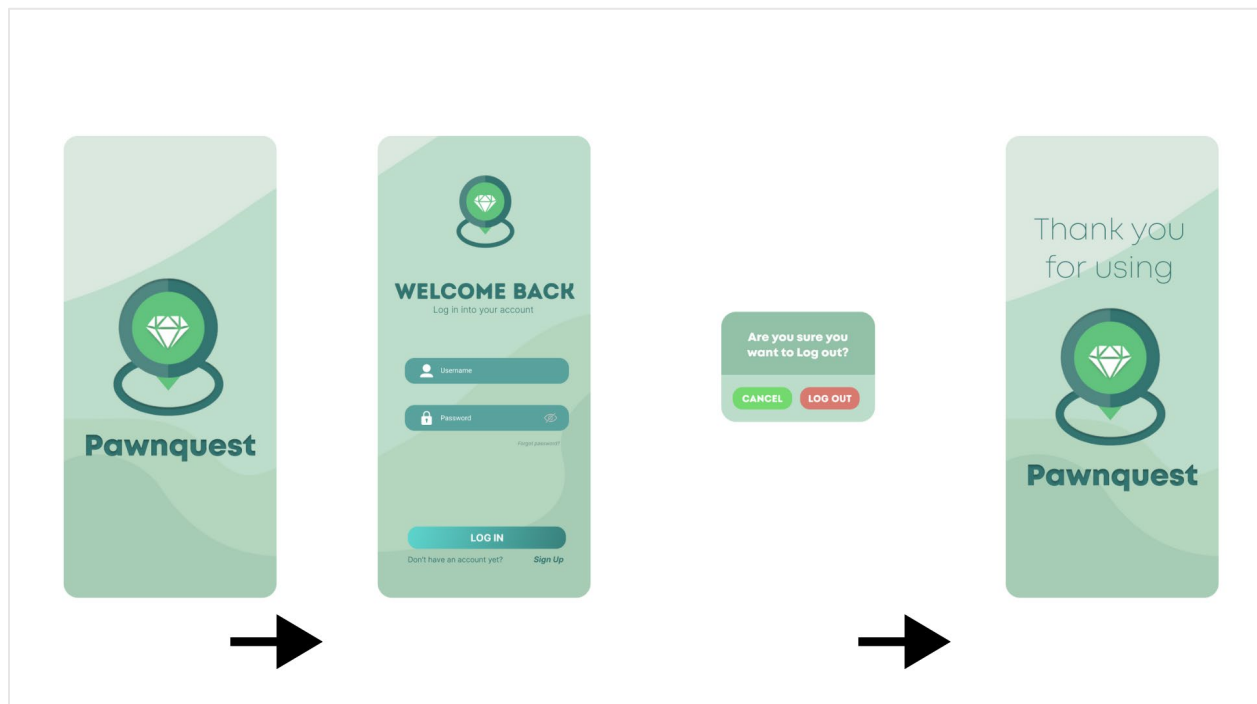 Pawnquest
WELCOME BACK
Log in into your account
Username
Password
Forgot password?
LOG IN
Don't have an account yet? Sign Up
Are you sure you
want to Log out?
CANCEL LOG OUT
Thank you
for using
Pawnquest